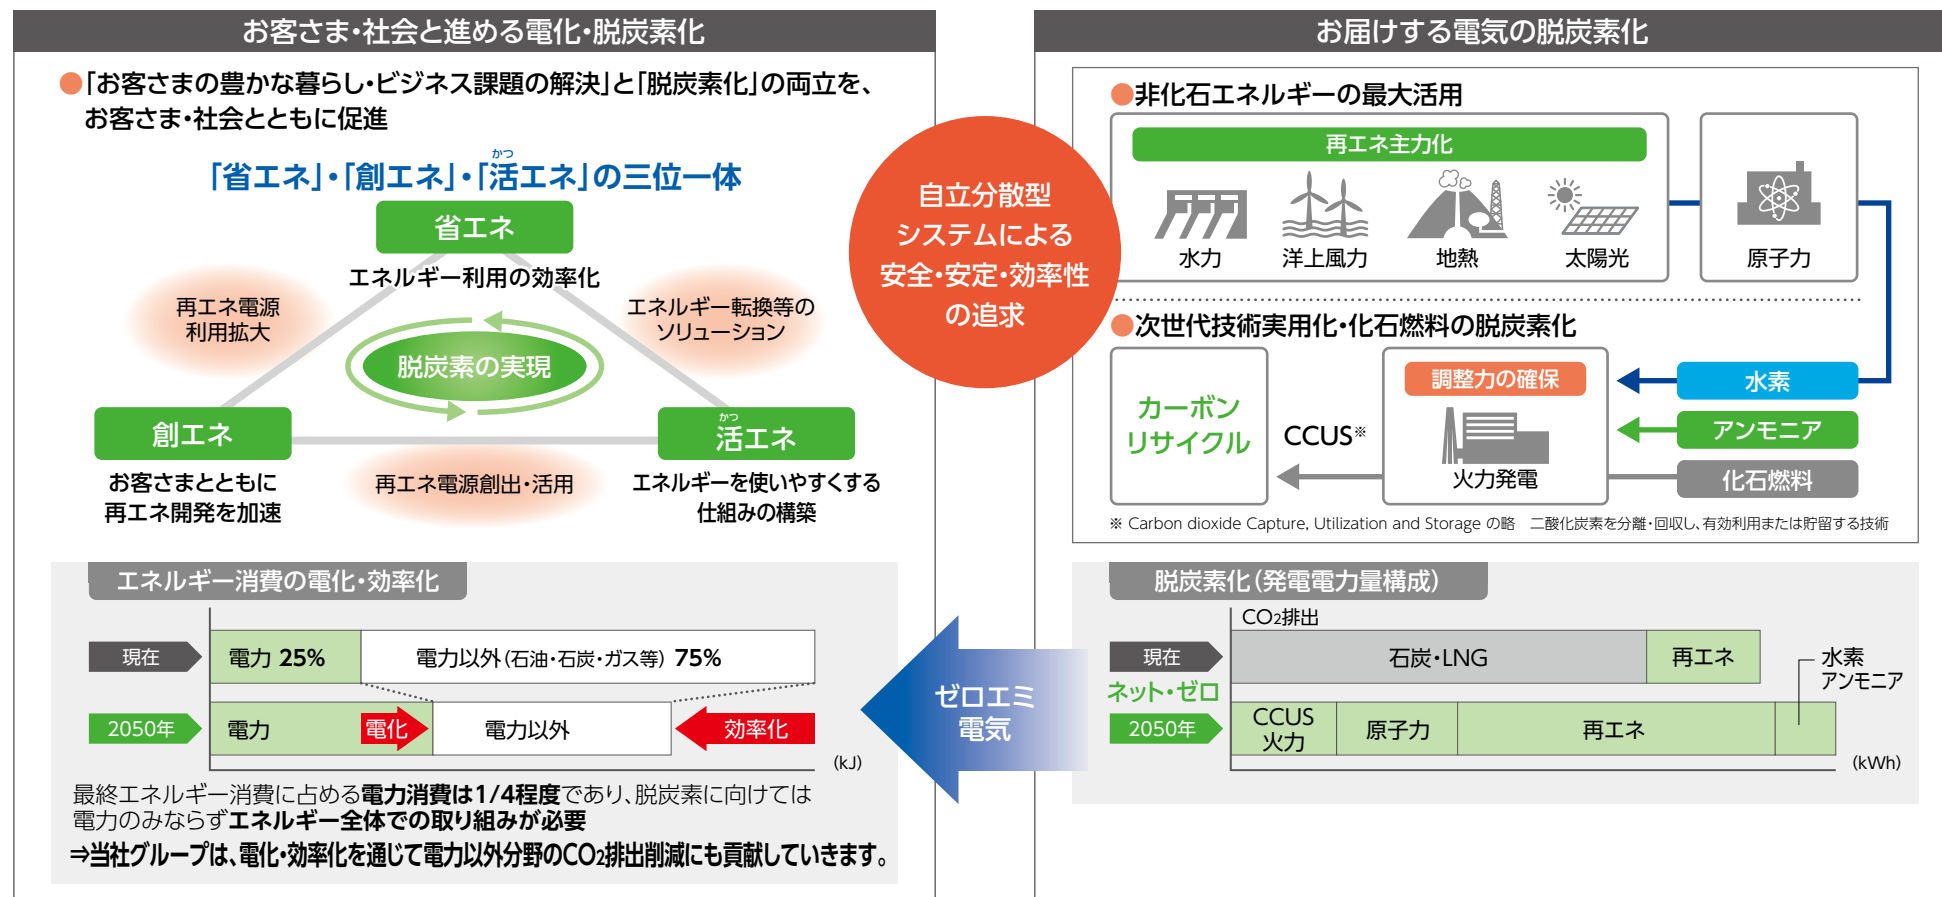 お客さま・社会と進める電化・脱炭素化
●「お客さまの豊かな暮らし・ビジネス課題の解決」と「脱炭素化」の両立を、
お客さま・社会とともに促進
かつ
「省エネ」・「創エネ」・「活エネ」の三位一体
省エネ
エネルギー利用の効率化
再エネ電源
利用拡大
エネルギー転換等の
ソリューション
脱炭素の実現
創エネ
お客さまとともに
再エネ開発を加速
再エネ電源創出・活用
かつ
活エネ
エネルギーを使いやすくする
仕組みの構築
エネルギー消費の電化・効率化
現在
電力 25%
電力以外（石油・石炭・ガス等） 75%
2050年
電力
電化
電力以外
効率化
（kJ）
最終エネルギー消費に占める電力消費は1/4程度であり、脱炭素に向けては
電力のみならずエネルギー全体での取り組みが必要
⇒当社グループは、電化・効率化を通じて電力以外分野のCO2排出削減にも貢献していきます。
自立分散型
システムによる
安全・安定・効率性
の追求
ゼロエミ
電気
お届けする電気の脱炭素化
●非化石エネルギーの最大活用
再エネ主力化
水力
洋上風力
地熱
太陽光
原子力
●次世代技術実用化・化石燃料の脱炭素化
カーボン
リサイクル
CCUS※
調整力の確保
火力発電
水素
アンモニア
化石燃料
※ Carbon dioxide Capture, Utilization and Storage の略　二酸化炭素を分離・回収し、有効利用または貯留する技術
脱炭素化（発電電力量構成）
CO2排出
現在
石炭・LNG
再エネ
水素
アンモニア
ネット・ゼロ
2050年
CCUS
火力
原子力
再エネ
（kWh）